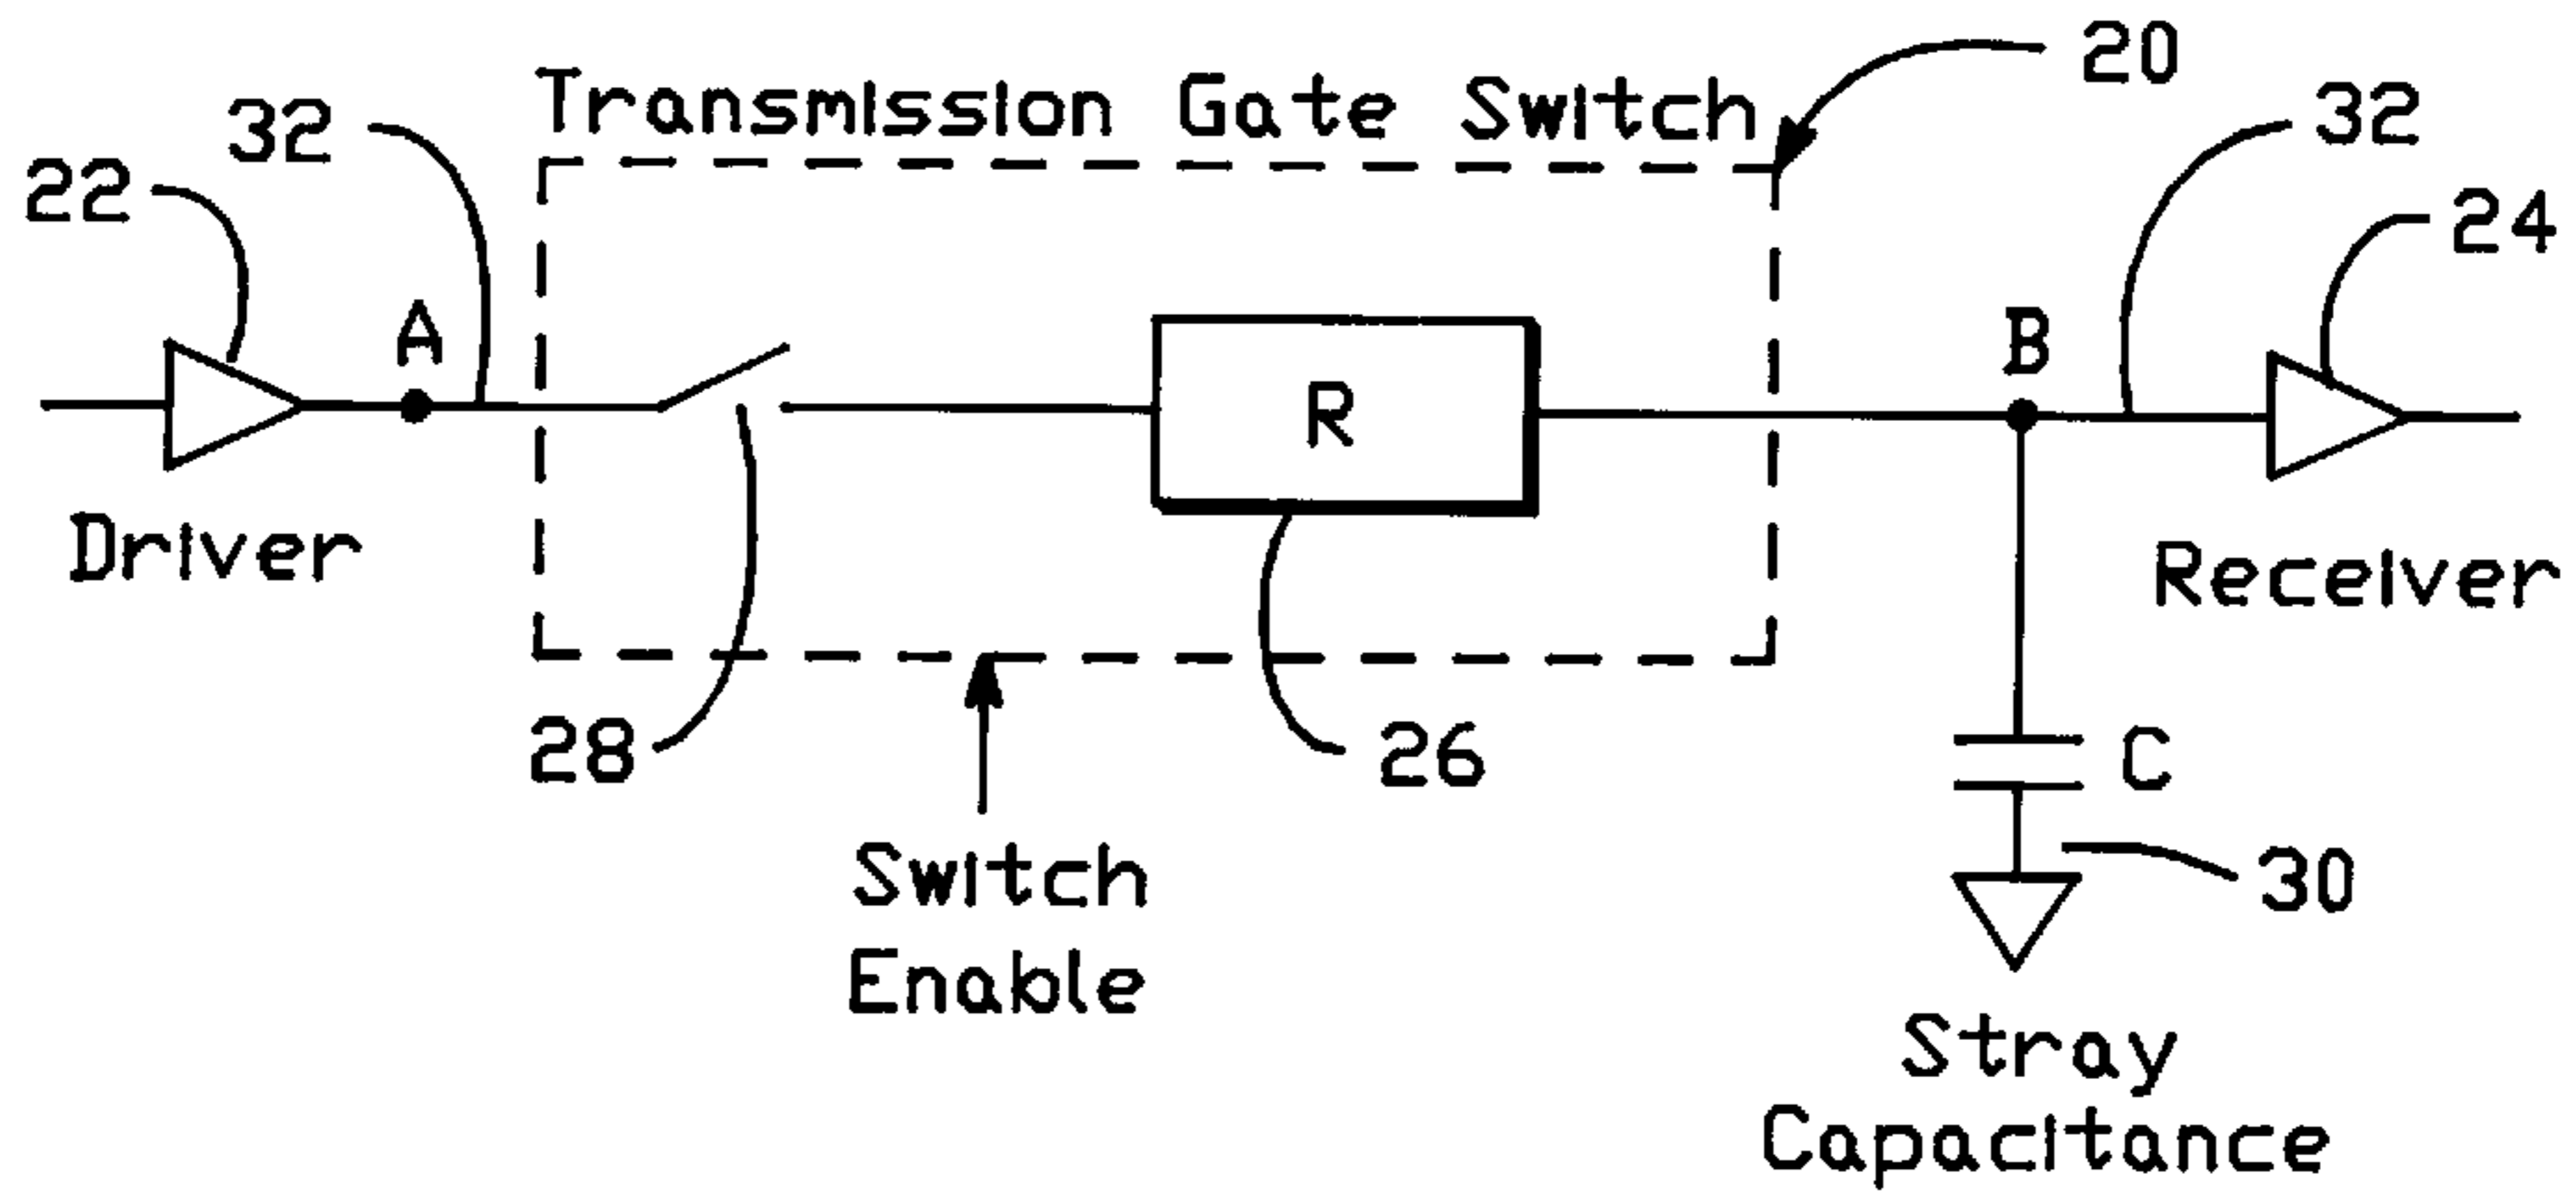 20
Transmission Gate Switch
32
32
22
24
A
B
R
Driver
Receiver
28
26
C
Switch
Enable
30
Stray
Capacitance